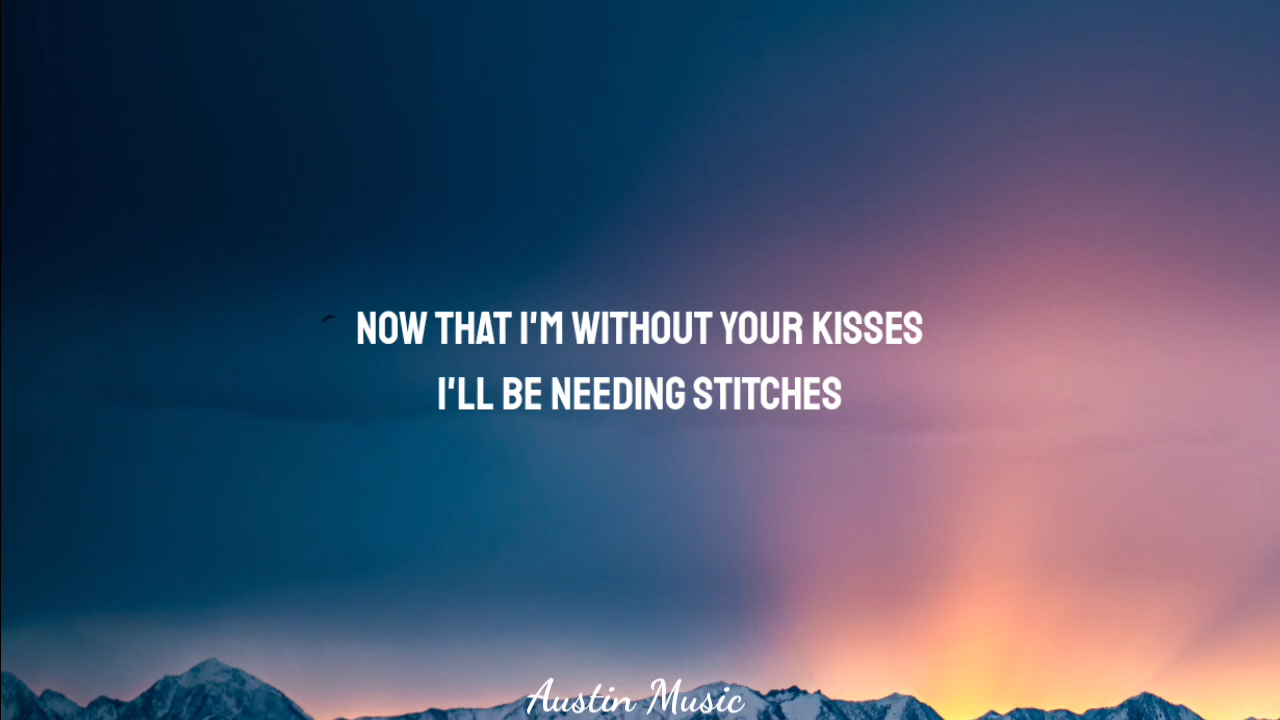 NOW THAT I'M WITHOUT YOUR KISSES
I'LL BE NEEDING STITCHES
Austin Music